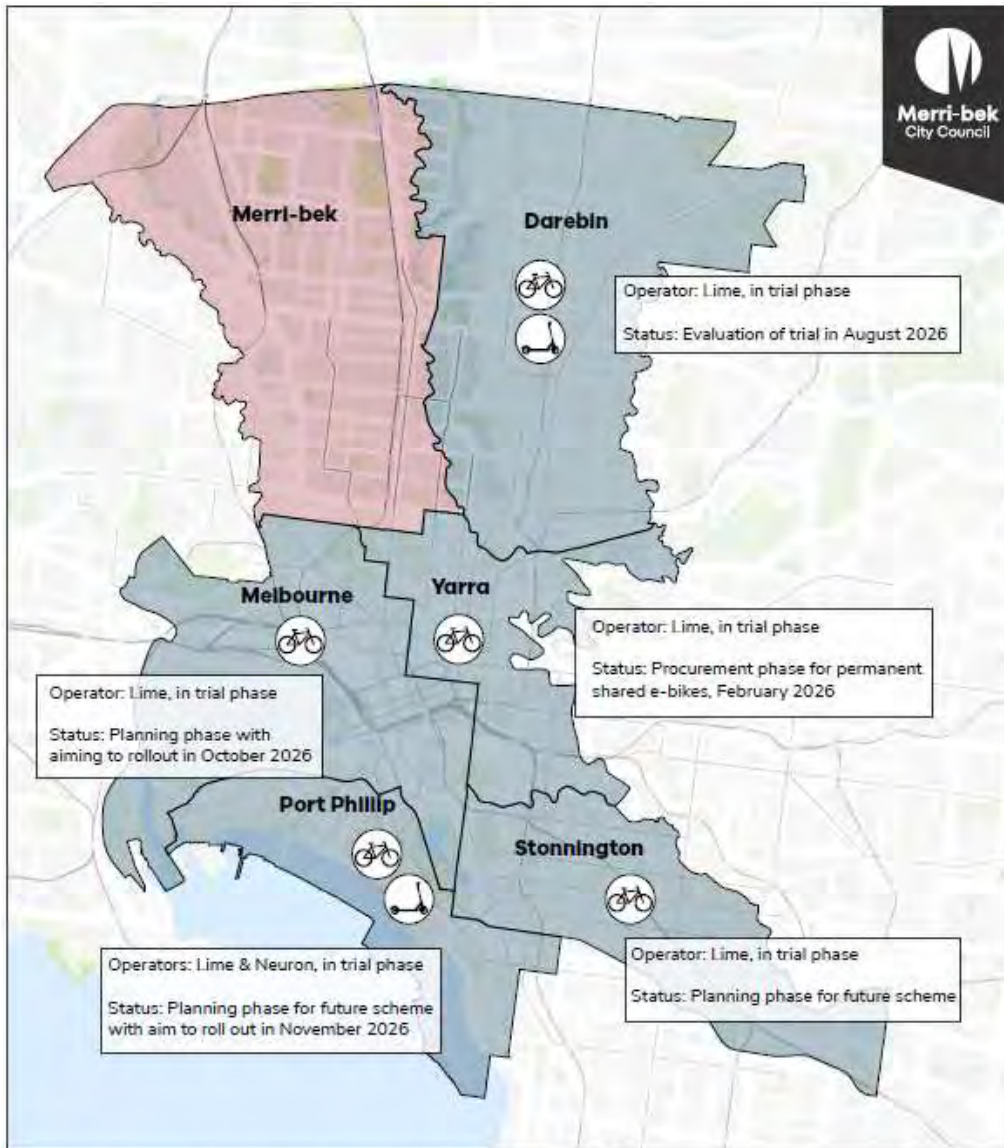 Merri-bek
City Council
Merri-bek
Darebin
Operator: Lime, in trial phase
Status: Evaluation of trial in August 2026
Melbourne
Yarra
Operator: Lime, in trial phase
Status: Procurement phase for permanent
shared e-bikes, February 2026
Operator: Lime, in trial phase
Status: Planning phase with
aiming to rollout in October 2026
Port Phillip
Stonnington
Operators: Lime & Neuron, in trial phase
Status: Planning phase for future scheme
with aim to roll out in November 2026
Operator: Lime, in trial phase
Status: Planning phase for future scheme